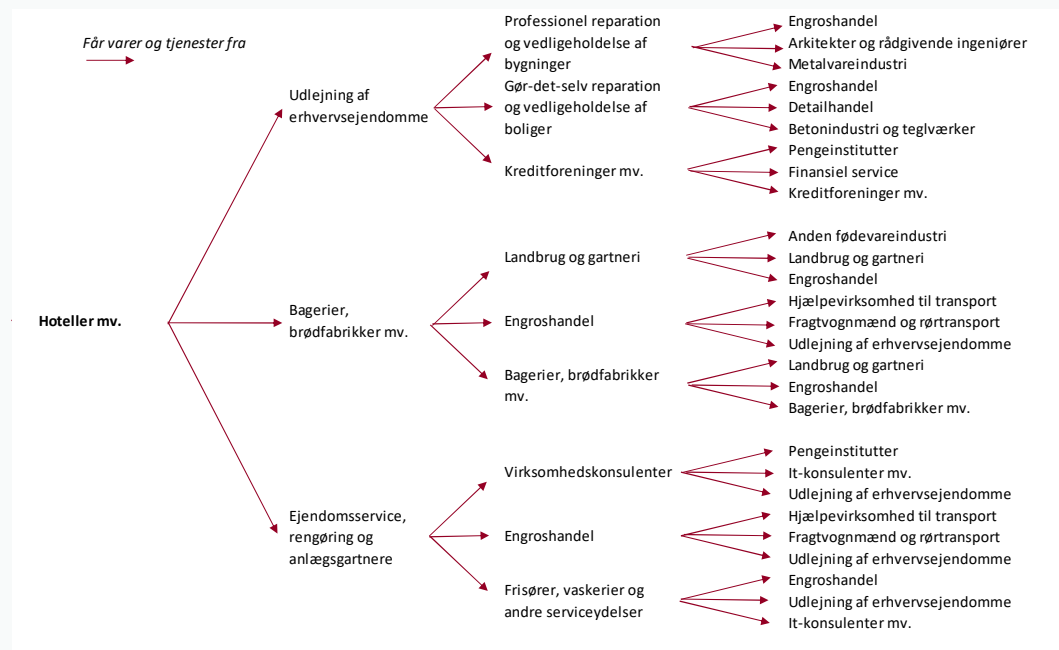 Får varer og tjenester fra
Hoteller mv.
Udlejning af
erhvervsejendomme
Bagerier,
brødfabrikker mv.
Ejendomsservice,
rengøring og
anlægsgartnere
Professionel reparation
og vedligeholdelse af
bygninger
Gør-det-selv reparation
og vedligeholdelse af
boliger
Kreditforeninger mv.
Landbrug og gartneri
Engroshandel
Bagerier, brødfabrikker
mv.
Virksomhedskonsulenter
Engroshandel
Frisører, vaskerier og
andre serviceydelser
Engroshandel
Arkitekter og rådgivende ingeniører
Metalvareindustri
Engroshandel
Detailhandel
Betonindustri og teglværker
Pengeinstitutter
Finansiel service
Kreditforeninger mv.
Anden fødevareindustri
Landbrug og gartneri
Engroshandel
Hjælpevirksomhed til transport
Fragtvognmænd og rørtransport
Udlejning af erhvervsejendomme
Landbrug og gartneri
Engroshandel
Bagerier, brødfabrikker mv.
Pengeinstitutter
It-konsulenter mv.
Udlejning af erhvervsejendomme
Hjælpevirksomhed til transport
Fragtvognmænd og rørtransport
Udlejning af erhvervsejendomme
Engroshandel
Udlejning af erhvervsejendomme
It-konsulenter mv.